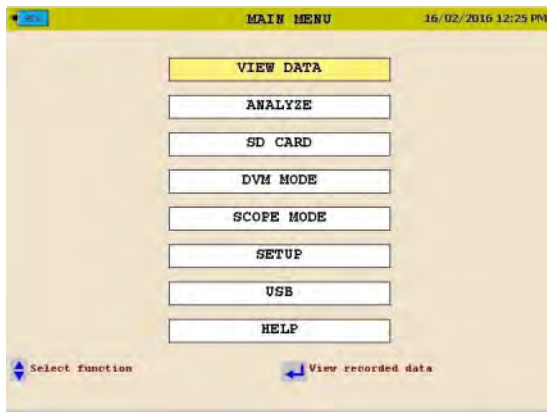 MAIN MENU 16/02/2016 12:25 PM
VIEW DATA
ANALYZE
SD CARD
DVM MODE
SCOPE MODE
SETUP
USB
HELP
Select function View recorded data